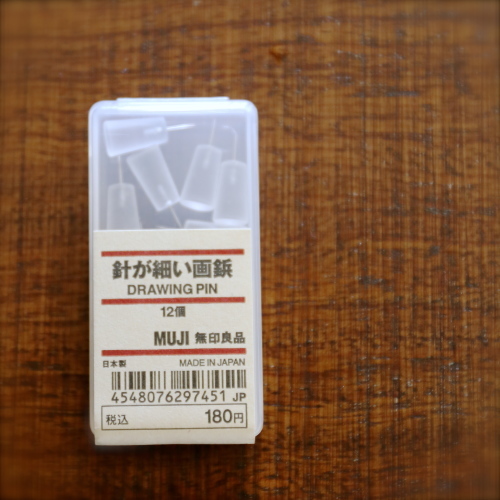 針が細い画鋲
DRAWING PIN
12個
MUJI 無印良品
日本製 MADE IN JAPAN
4548076297451 JP
税込 180円